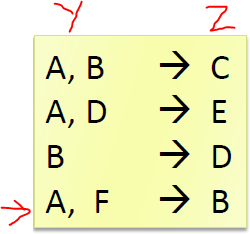 Y Z
A, B → C
A, D → E
B → D
A, F → B